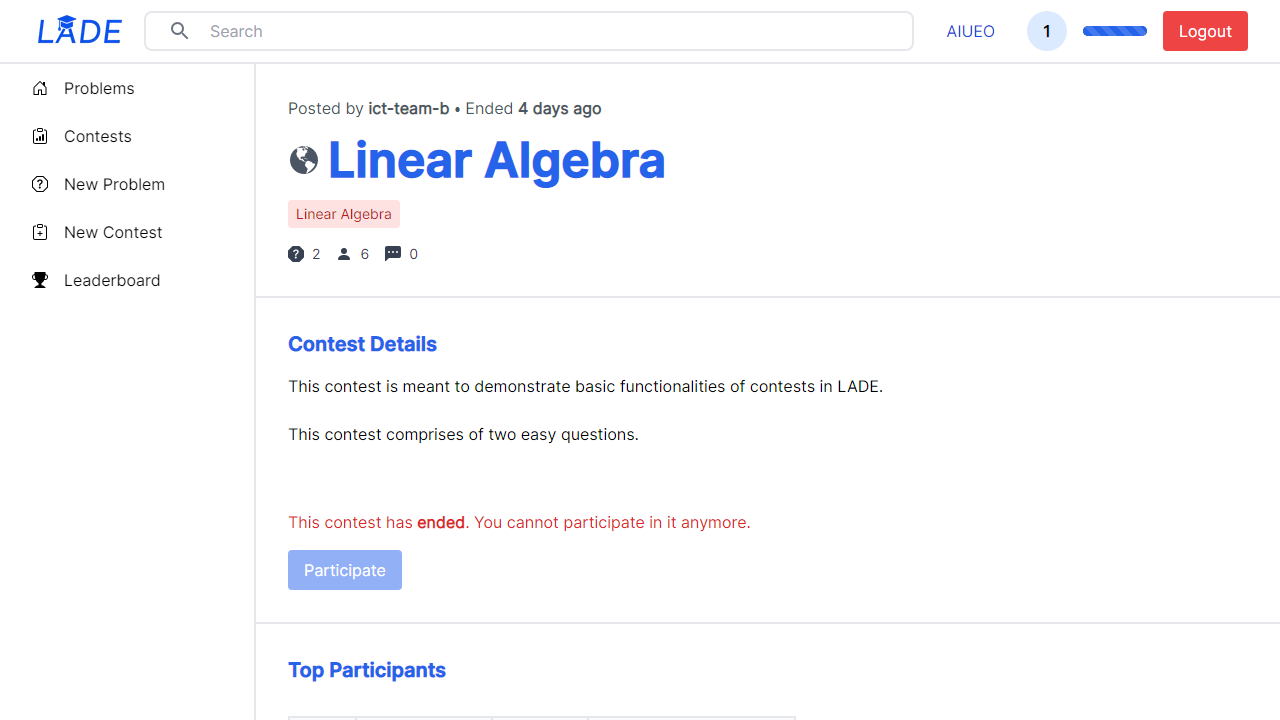 LADE
Search
AIUEO
1
Logout
Problems
Contests
New Problem
New Contest
Leaderboard
Posted by ict-team-b • Ended 4 days ago
Linear Algebra
Linear Algebra
2
6
0
Contest Details
This contest is meant to demonstrate basic functionalities of contests in LADE.
This contest comprises of two easy questions.
This contest has ended. You cannot participate in it anymore.
Participate
Top Participants